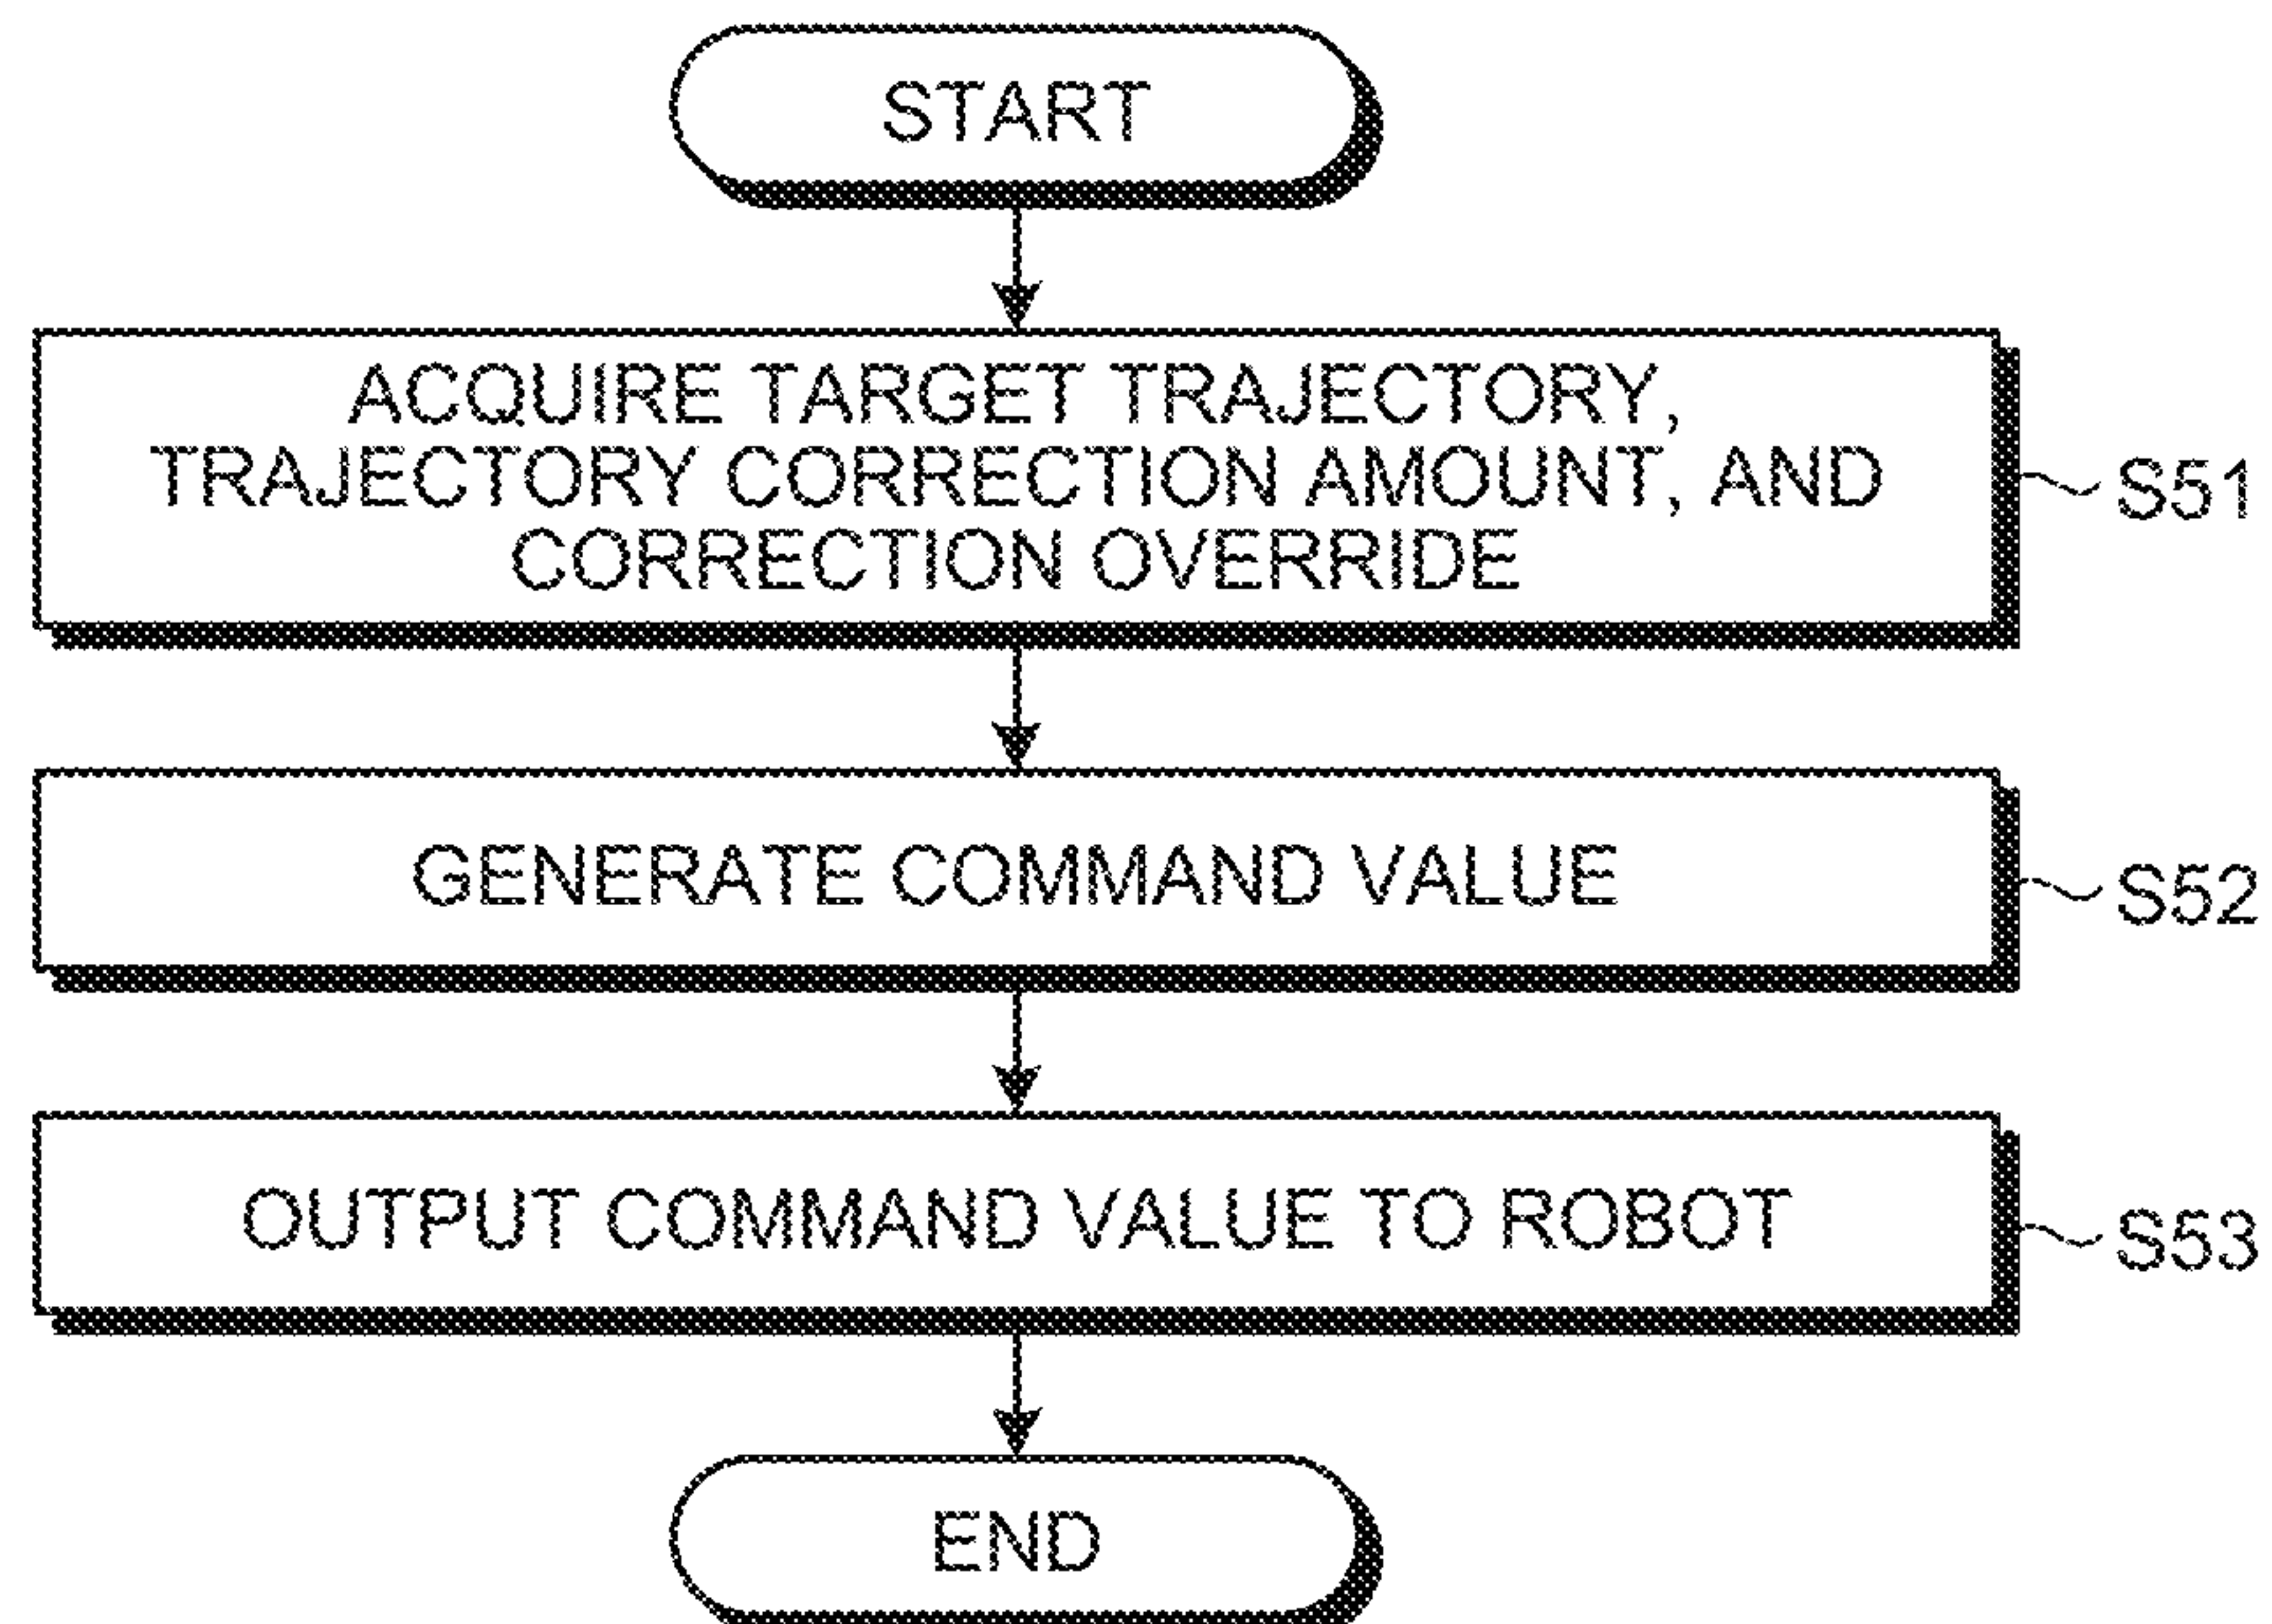 START
ACQUIRE TARGET TRAJECTORY,
TRAJECTORY CORRECTION AMOUNT, AND
CORRECTION OVERRIDE
S51
GENERATE COMMAND VALUE
S52
OUTPUT COMMAND VALUE TO ROBOT
S53
END